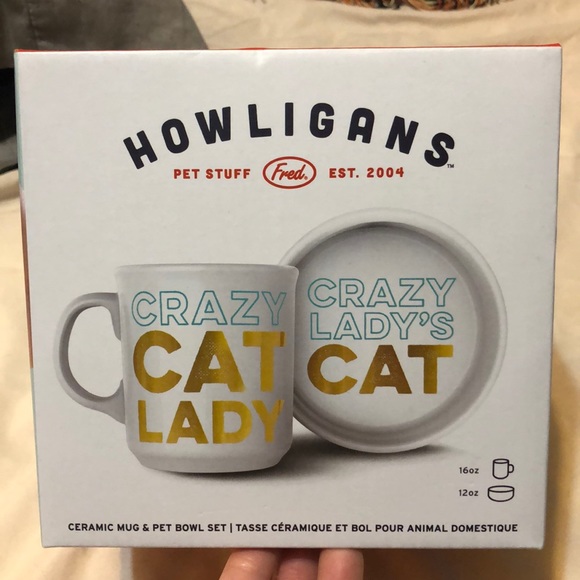 HOWLIGANS™
PET STUFF Fred. EST. 2004
CRAZY
CAT
LADY
CRAZY
LADY'S
CAT
16oz
12oz
CERAMIC MUG & PET BOWL SET | TASSE CÉRAMIQUE ET BOL POUR ANIMAL DOMESTIQUE